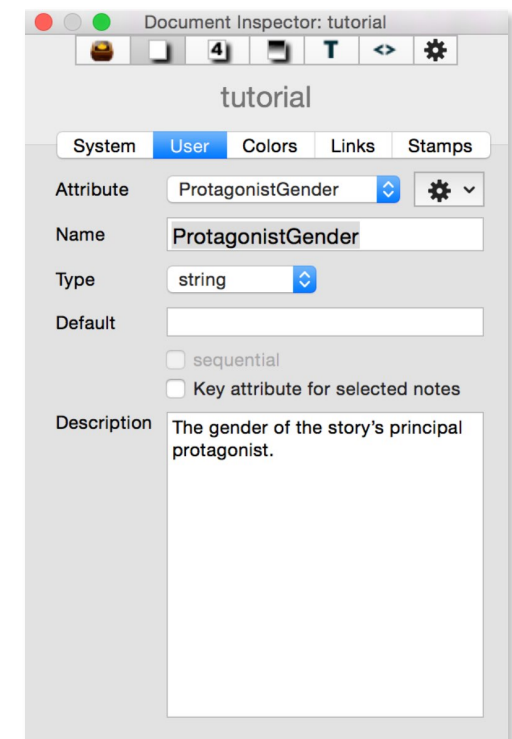 Document Inspector: tutorial
4 T <>
tutorial
System User Colors Links Stamps
Attribute ProtagonistGender
Name ProtagonistGender
Type string
Default
sequential
Key attribute for selected notes
Description The gender of the story’s principal
protagonist.